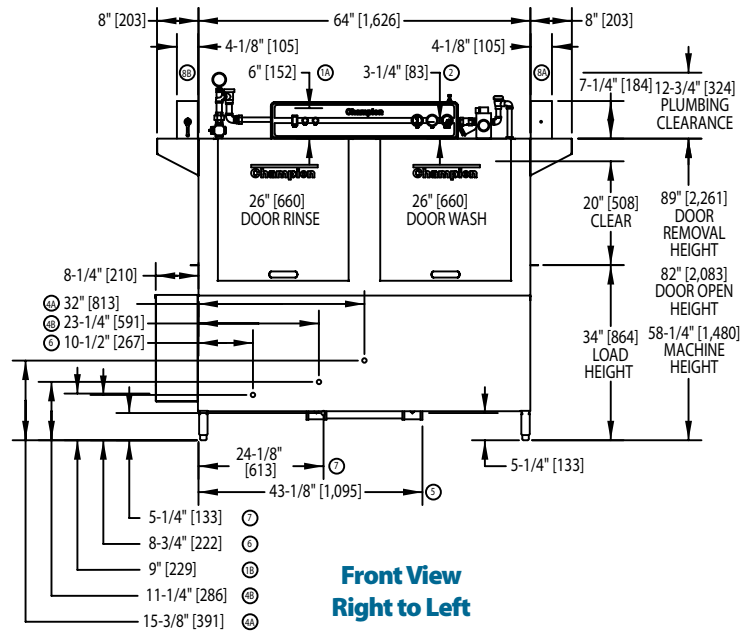 8" [203]
64" [1,626]
8" [203]
4-1/8" [105]
4-1/8" [105]
8B
6" [152] 1A
3-1/4" [83] 2
8A
7-1/4" [184]
12-3/4" [324]
PLUMBING
CLEARANCE
Champion
Champion
Champion
26" [660]
DOOR RINSE
26" [660]
DOOR WASH
20" [508]
CLEAR
89" [2,261]
DOOR
REMOVAL
HEIGHT
8-1/4" [210]
82" [2,083]
DOOR OPEN
HEIGHT
4A 32" [813]
4B 23-1/4" [591]
6 10-1/2" [267]
34" [864]
LOAD
HEIGHT
58-1/4" [1,480]
MACHINE
HEIGHT
24-1/8"
[613]
7
43-1/8" [1,095] 5
5-1/4" [133]
5-1/4" [133] 7
8-3/4" [222] 6
9" [229] 1B
11-1/4" [286] 4B
15-3/8" [391] 4A
Front View
Right to Left